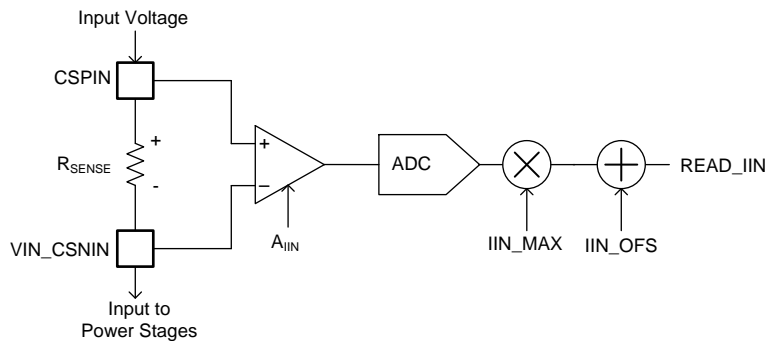 Input Voltage
CSPIN
+
R_SENSE
-
VIN_CSNIN
Input to
Power Stages
+
−
A_IIN
ADC
IIN_MAX
IIN_OFS
READ_IIN